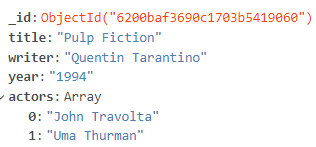 _id: ObjectId("6200baf3690c1703b5419060")
title: "Pulp Fiction"
writer: "Quentin Tarantino"
year: "1994"
actors: Array
0: "John Travolta"
1: "Uma Thurman"